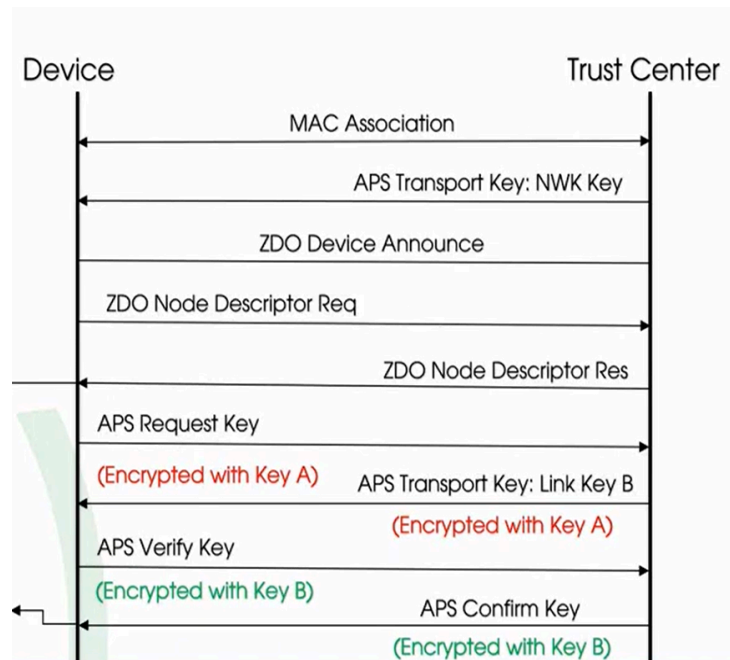 Device
Trust Center
MAC Association
APS Transport Key: NWK Key
ZDO Device Announce
ZDO Node Descriptor Req
ZDO Node Descriptor Res
APS Request Key
(Encrypted with Key A)
APS Transport Key: Link Key B
(Encrypted with Key A)
APS Verify Key
(Encrypted with Key B)
APS Confirm Key
(Encrypted with Key B)